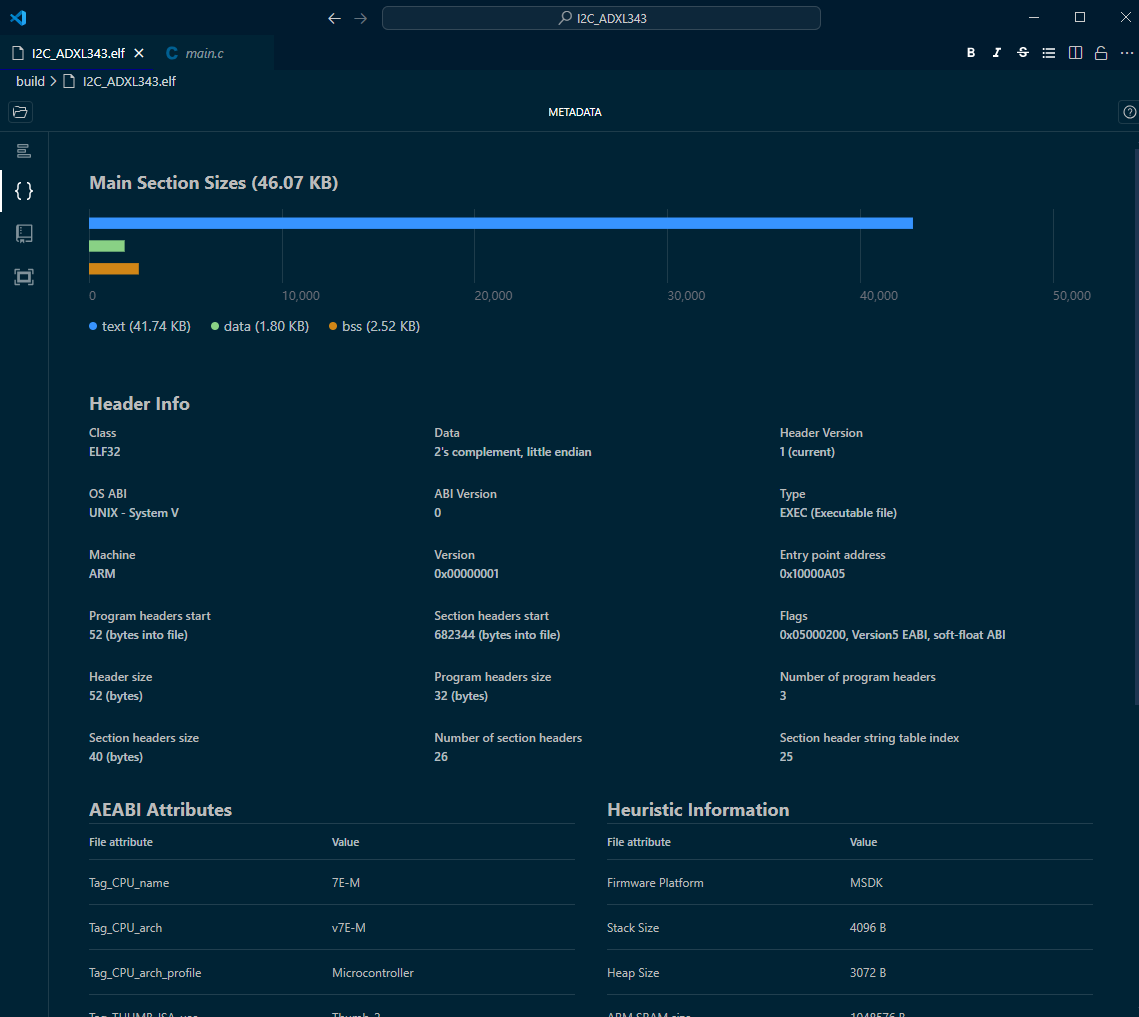 I2C_ADXL343
I2C_ADXL343.elf
main.c
build > I2C_ADXL343.elf
METADATA
Main Section Sizes (46.07 KB)
0 10,000 20,000 30,000 40,000 50,000
text (41.74 KB) data (1.80 KB) bss (2.52 KB)
Header Info
Class Data Header Version
ELF32 2's complement, little endian 1 (current)
OS ABI ABI Version Type
UNIX - System V 0 EXEC (Executable file)
Machine Version Entry point address
ARM 0x00000001 0x10000A05
Program headers start Section headers start Flags
52 (bytes into file) 682344 (bytes into file) 0x05000200, Version5 EABI, soft-float ABI
Header size Program headers size Number of program headers
52 (bytes) 32 (bytes) 3
Section headers size Number of section headers Section header string table index
40 (bytes) 26 25
AEABI Attributes Heuristic Information
File attribute Value File attribute Value
Tag_CPU_name 7E-M Firmware Platform MSDK
Tag_CPU_arch v7E-M Stack Size 4096 B
Tag_CPU_arch_profile Microcontroller Heap Size 3072 B
Tag_THUMB_ISA_use Thumb-2 ARM SRAM size 1048576 B